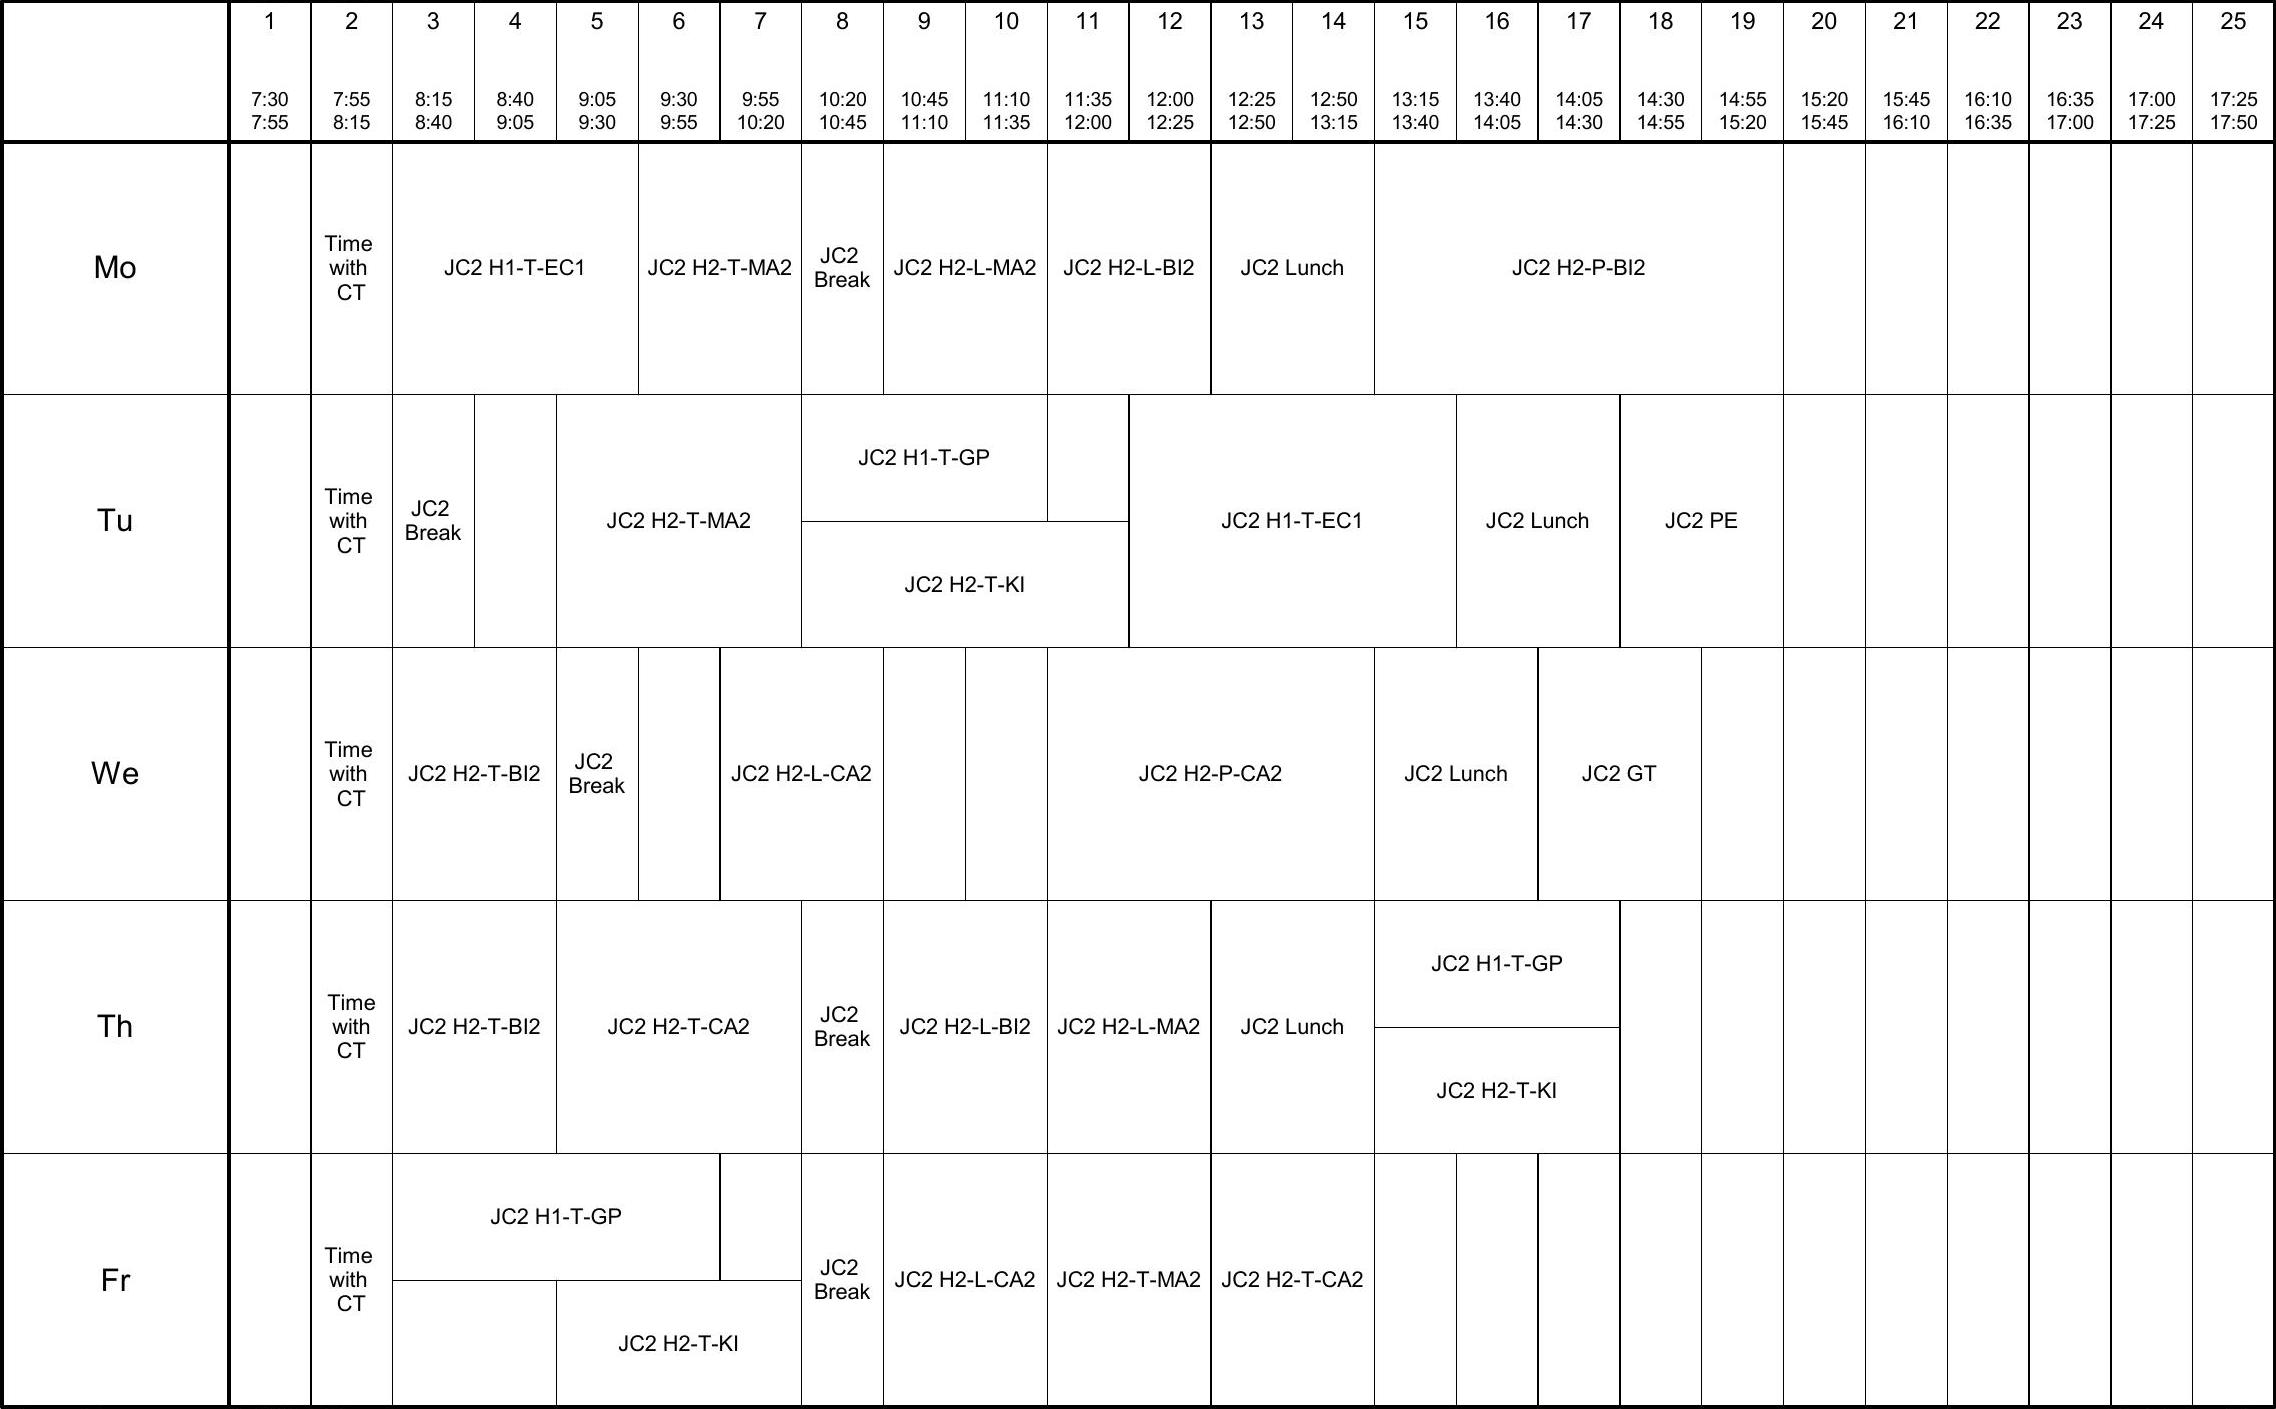 1 2 3 4 5 6 7 8 9 10 11 12 13 14 15 16 17 18 19 20 21 22 23 24 25
7:30 7:55 8:15 8:40 9:05 9:30 9:55 10:20 10:45 11:10 11:35 12:00 12:25 12:50 13:15 13:40 14:05 14:30 14:55 15:20 15:45 16:10 16:35 17:00 17:25
7:55 8:15 8:40 9:05 9:30 9:55 10:20 10:45 11:10 11:35 12:00 12:25 12:50 13:15 13:40 14:05 14:30 14:55 15:20 15:45 16:10 16:35 17:00 17:25 17:50
Mo
Time
with
CT
JC2 H1-T-EC1
JC2 H2-T-MA2
JC2
Break
JC2 H2-L-MA2
JC2 H2-L-BI2
JC2 Lunch
JC2 H2-P-BI2
Tu
Time
with
CT
JC2
Break
JC2 H2-T-MA2
JC2 H1-T-GP
JC2 H2-T-KI
JC2 H1-T-EC1
JC2 Lunch
JC2 PE
We
Time
with
CT
JC2 H2-T-BI2
JC2
Break
JC2 H2-L-CA2
JC2 H2-P-CA2
JC2 Lunch
JC2 GT
Th
Time
with
CT
JC2 H2-T-BI2
JC2 H2-T-CA2
JC2
Break
JC2 H2-L-BI2
JC2 H2-L-MA2
JC2 Lunch
JC2 H1-T-GP
JC2 H2-T-KI
Fr
Time
with
CT
JC2 H1-T-GP
JC2 H2-T-KI
JC2
Break
JC2 H2-L-CA2
JC2 H2-T-MA2
JC2 H2-T-CA2